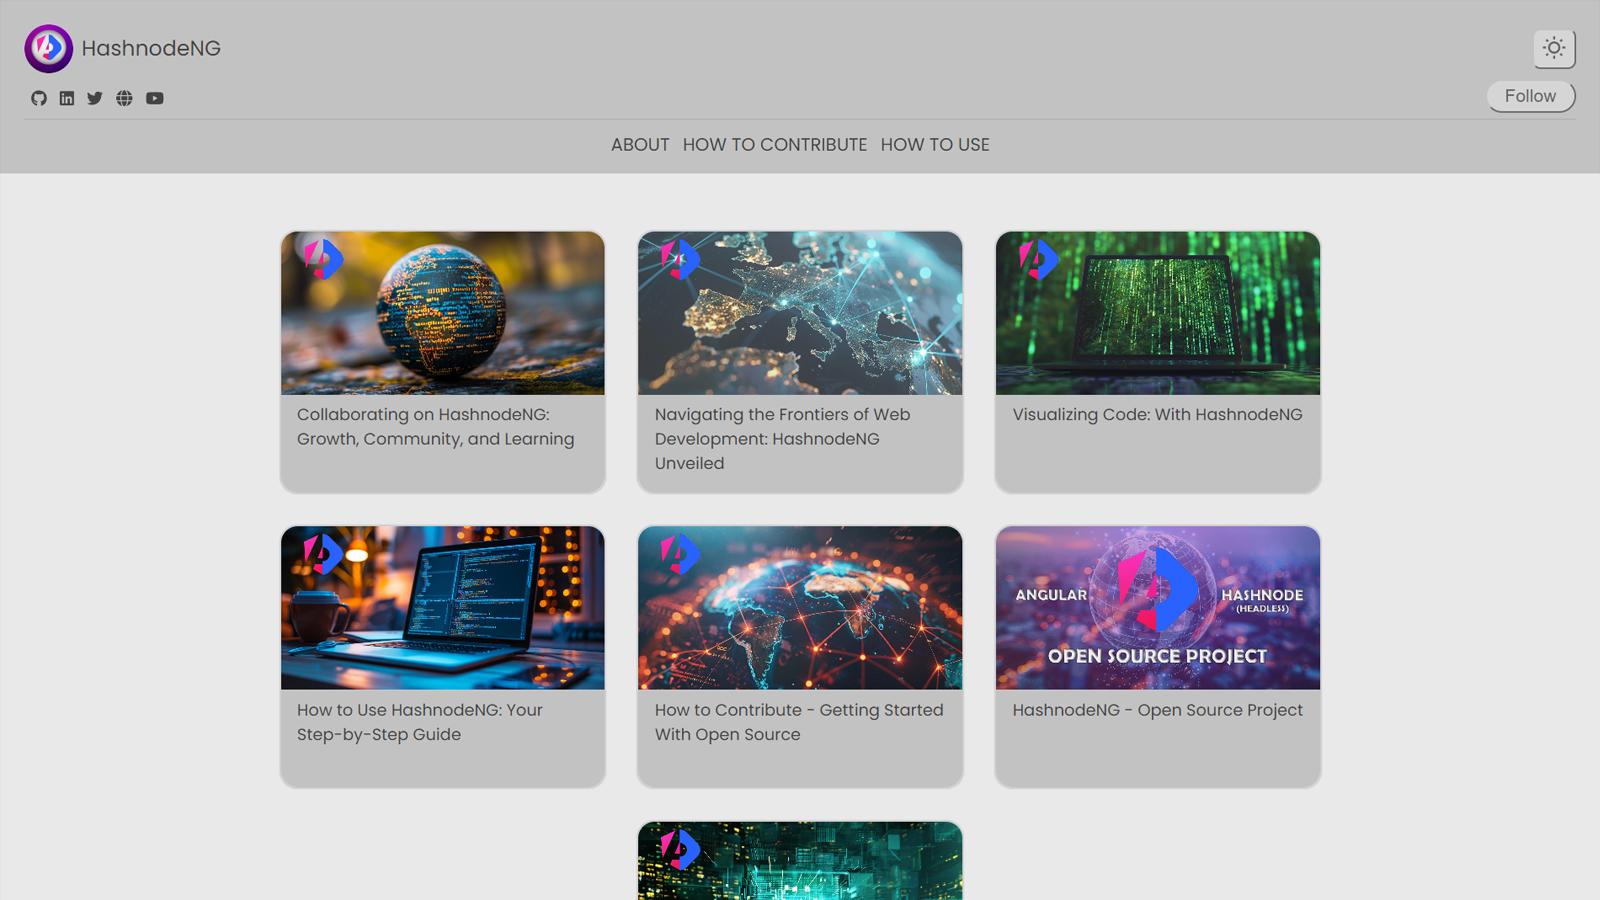 HashnodeNG
Follow
ABOUT HOW TO CONTRIBUTE HOW TO USE
Collaborating on HashnodeNG:
Growth, Community, and Learning
Navigating the Frontiers of Web
Development: HashnodeNG
Unveiled
Visualizing Code: With HashnodeNG
How to Use HashnodeNG: Your
Step-by-Step Guide
How to Contribute - Getting Started
With Open Source
ANGULAR
HASHNODE
(HEADLESS)
OPEN SOURCE PROJECT
HashnodeNG - Open Source Project